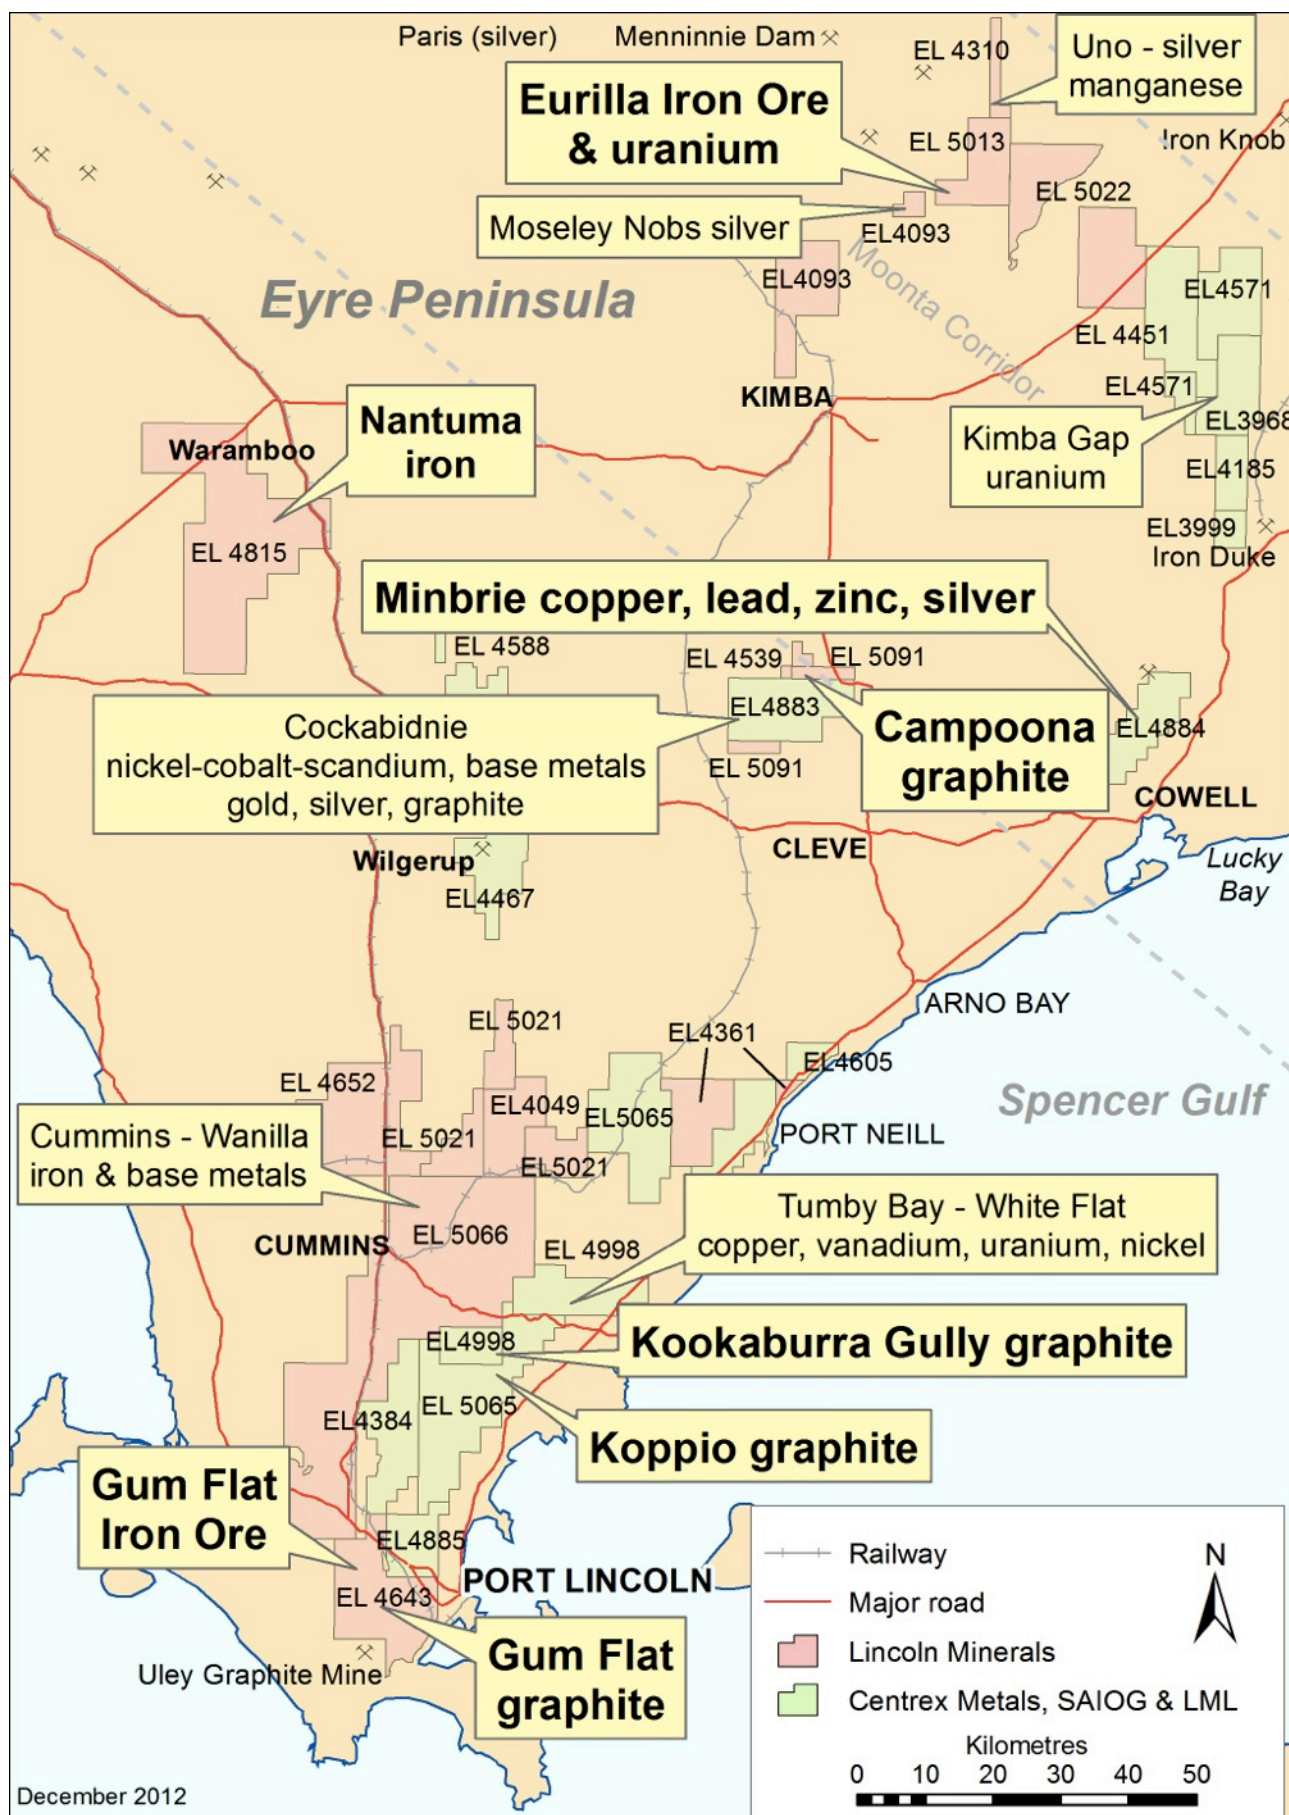 Paris (silver)
Menninnie Dam
EL 4310
Uno - silver
manganese
Eurilla Iron Ore
& uranium
EL 5013
Iron Knob
EL 5022
Moseley Nobs silver
EL4093
Moonta Corridor
Eyre Peninsula
EL4093
EL4571
EL 4451
KIMBA
EL4571
EL3968
Nantuma
iron
Waramboo
Kimba Gap
uranium
EL4185
EL3999
Iron Duke
EL 4815
Minbrie copper, lead, zinc, silver
EL 4588
EL 4539
EL 5091
EL4883
Campoona
graphite
EL4884
Cockabidnie
nickel-cobalt-scandium, base metals
gold, silver, graphite
EL 5091
COWELL
CLEVE
Wilgerup
Lucky
Bay
EL4467
ARNO BAY
EL 5021
EL4361
EL4605
EL 4652
EL4049
Spencer Gulf
EL5065
Cummins - Wanilla
iron & base metals
EL 5021
PORT NEILL
EL5021
Tumby Bay - White Flat
copper, vanadium, uranium, nickel
EL 5066
CUMMINS
EL 4998
EL4998
Kookaburra Gully graphite
EL4384
EL 5065
Koppio graphite
Gum Flat
Iron Ore
EL4885
PORT LINCOLN
EL 4643
Gum Flat
graphite
Uley Graphite Mine
Railway
N
Major road
Lincoln Minerals
Centrex Metals, SAIOG & LML
Kilometres
0 10 20 30 40 50
December 2012